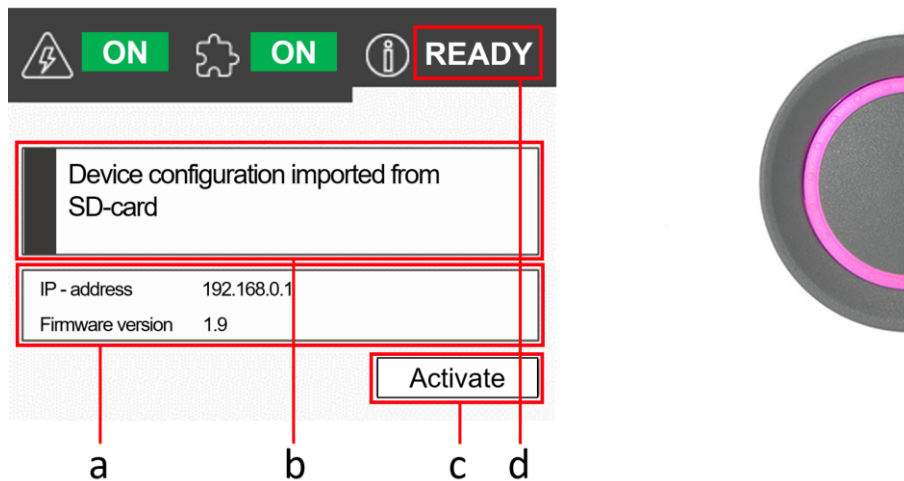 ON ON READY
Device configuration imported from
SD-card
IP - address 192.168.0.1
Firmware version 1.9
Activate
a b c d